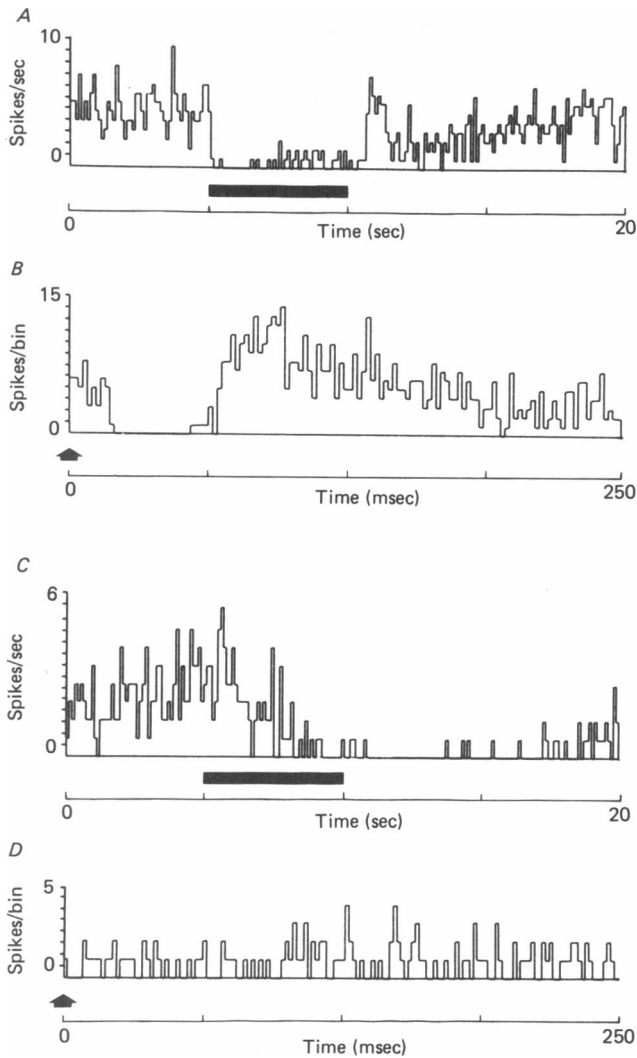 A
10
Spikes/sec
0
0
Time (sec)
20
B
15
Spikes/bin
0
0
Time (msec)
250
C
6
Spikes/sec
0
0
Time (sec)
20
D
5
Spikes/bin
0
0
Time (msec)
250